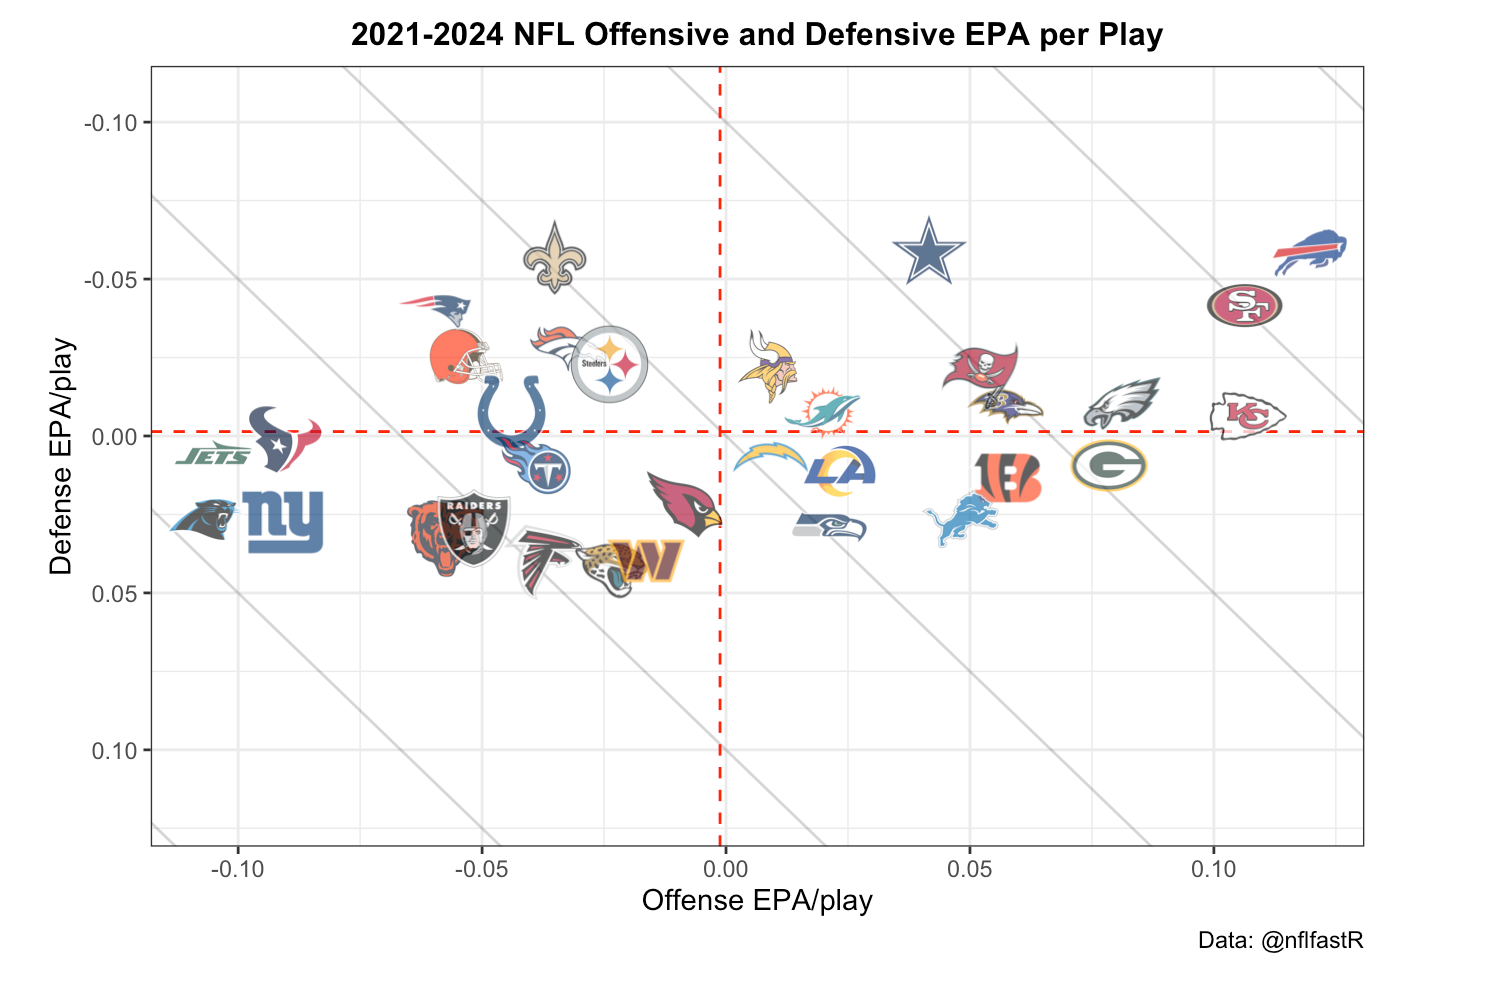 2021-2024 NFL Offensive and Defensive EPA per Play
Defense EPA/play
-0.10
-0.05
0.00
0.05
0.10
Steelers
SF
B
KC
JETS
T
LA
G
B
ny
RAIDERS
W
-0.10
-0.05
0.00
0.05
0.10
Offense EPA/play
Data: @nflfastR